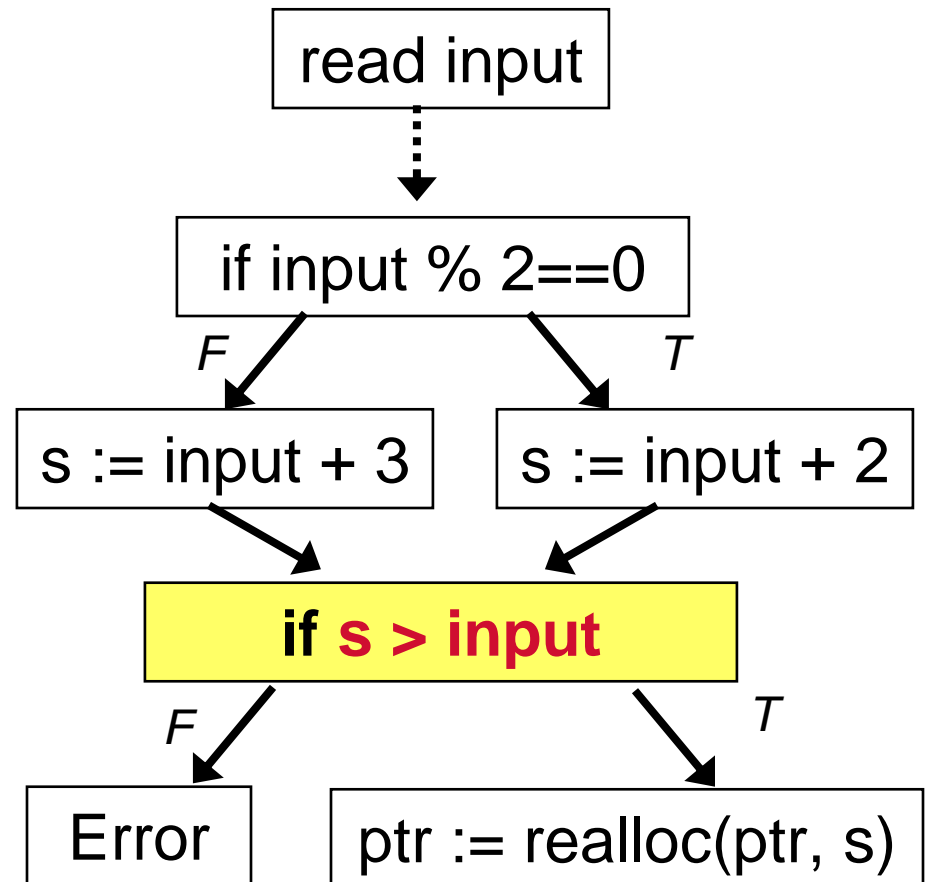 read input
if input % 2==0
F
T
s := input + 3
s := input + 2
if s > input
F
T
Error
ptr := realloc(ptr, s)